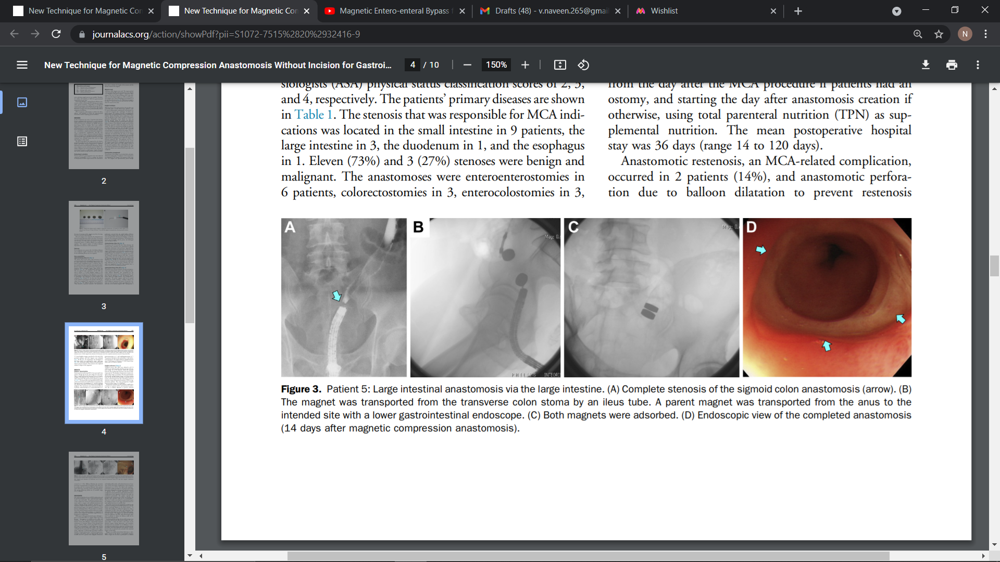 New Technique for Magnetic Con
New Technique for Magnetic Con
Magnetic Entero-enteral Bypass f
Drafts (48) - v.naveen.265@gmai
Wishlist
journalacs.org/action/showPdf?pii=S1072-7515%2820%2932416-9
N
New Technique for Magnetic Compression Anastomosis Without Incision for Gastroi...
4 / 10
150%
2
3
4
5
siologists (ASA) physical status classification scores of 2, 3,
and 4, respectively. The patients' primary diseases are shown
in Table 1. The stenosis that was responsible for MCA indi-
cations was located in the small intestine in 9 patients, the
large intestine in 3, the duodenum in 1, and the esophagus
in 1. Eleven (73%) and 3 (27%) stenoses were benign and
malignant. The anastomoses were enteroenterostomies in
6 patients, colorectostomies in 3, enterocolostomies in 3,
from the day after the MCA procedure if patients had an
ostomy, and starting the day after anastomosis creation if
otherwise, using total parenteral nutrition (TPN) as sup-
plemental nutrition. The mean postoperative hospital
stay was 36 days (range 14 to 120 days).
Anastomotic restenosis, an MCA-related complication,
occurred in 2 patients (14%), and anastomotic perfora-
tion due to balloon dilatation to prevent restenosis
A
B
Mag: 0.
PHILIPS INTEGRI
C
Mag: 0.
D
Figure 3. Patient 5: Large intestinal anastomosis via the large intestine. (A) Complete stenosis of the sigmoid colon anastomosis (arrow). (B)
The magnet was transported from the transverse colon stoma by an ileus tube. A parent magnet was transported from the anus to the
intended site with a lower gastrointestinal endoscope. (C) Both magnets were adsorbed. (D) Endoscopic view of the completed anastomosis
(14 days after magnetic compression anastomosis).